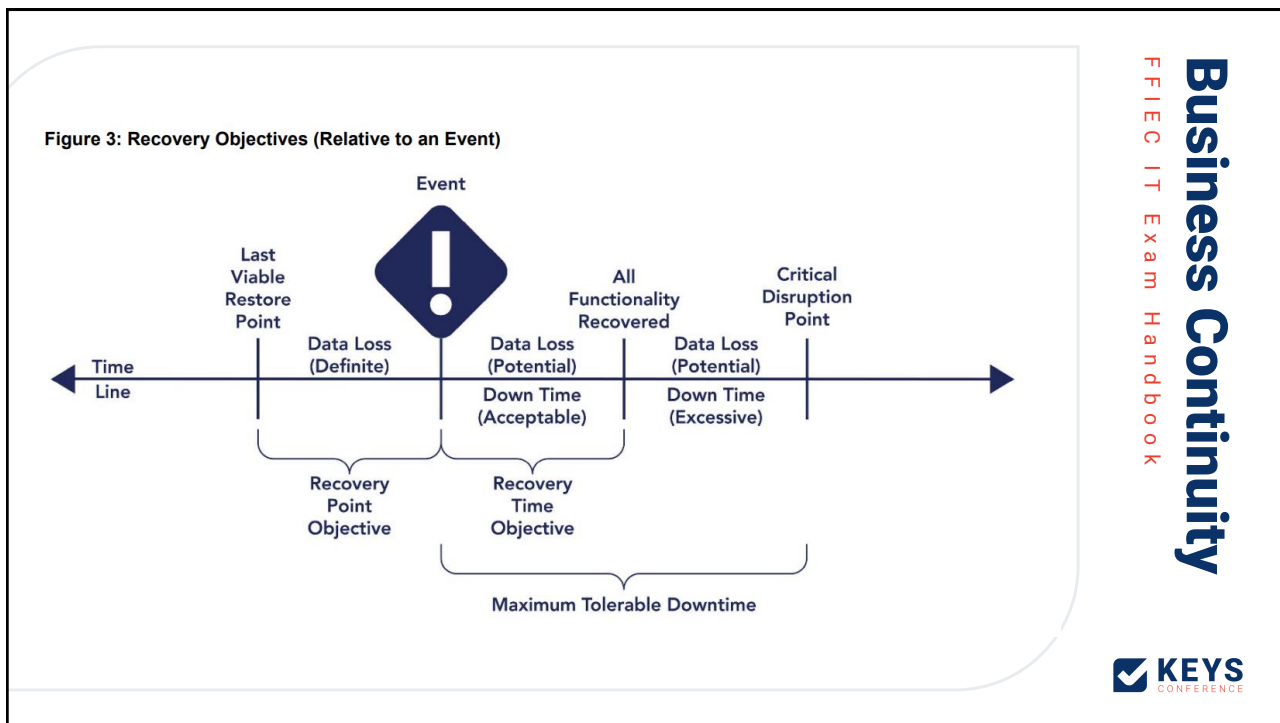 Figure 3: Recovery Objectives (Relative to an Event)
Event
Last
Viable
Restore
Point
All
Functionality
Recovered
Critical
Disruption
Point
Data Loss
(Definite)
Data Loss
(Potential)
Data Loss
(Potential)
Time
Line
Down Time
(Acceptable)
Down Time
(Excessive)
Recovery
Point
Objective
Recovery
Time
Objective
Maximum Tolerable Downtime
Business Continuity
FFIEC IT Exam Handbook
KEYS
CONFERENCE